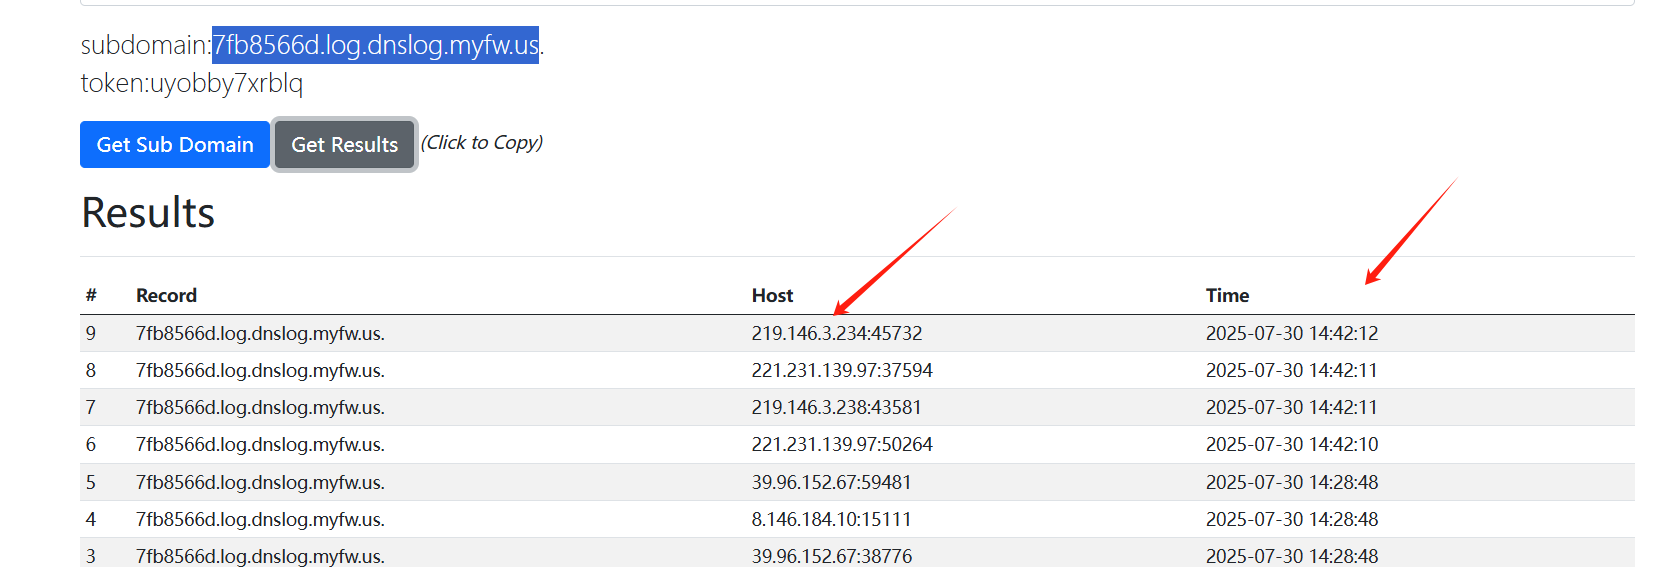 subdomain:7fb8566d.log.dnslog.myfw.us.
token:uyobby7xrblq
Get Sub Domain Get Results (Click to Copy)
Results
# Record Host Time
9 7fb8566d.log.dnslog.myfw.us. 219.146.3.234:45732 2025-07-30 14:42:12
8 7fb8566d.log.dnslog.myfw.us. 221.231.139.97:37594 2025-07-30 14:42:11
7 7fb8566d.log.dnslog.myfw.us. 219.146.3.238:43581 2025-07-30 14:42:11
6 7fb8566d.log.dnslog.myfw.us. 221.231.139.97:50264 2025-07-30 14:42:10
5 7fb8566d.log.dnslog.myfw.us. 39.96.152.67:59481 2025-07-30 14:28:48
4 7fb8566d.log.dnslog.myfw.us. 8.146.184.10:15111 2025-07-30 14:28:48
3 7fb8566d.log.dnslog.myfw.us. 39.96.152.67:38776 2025-07-30 14:28:48